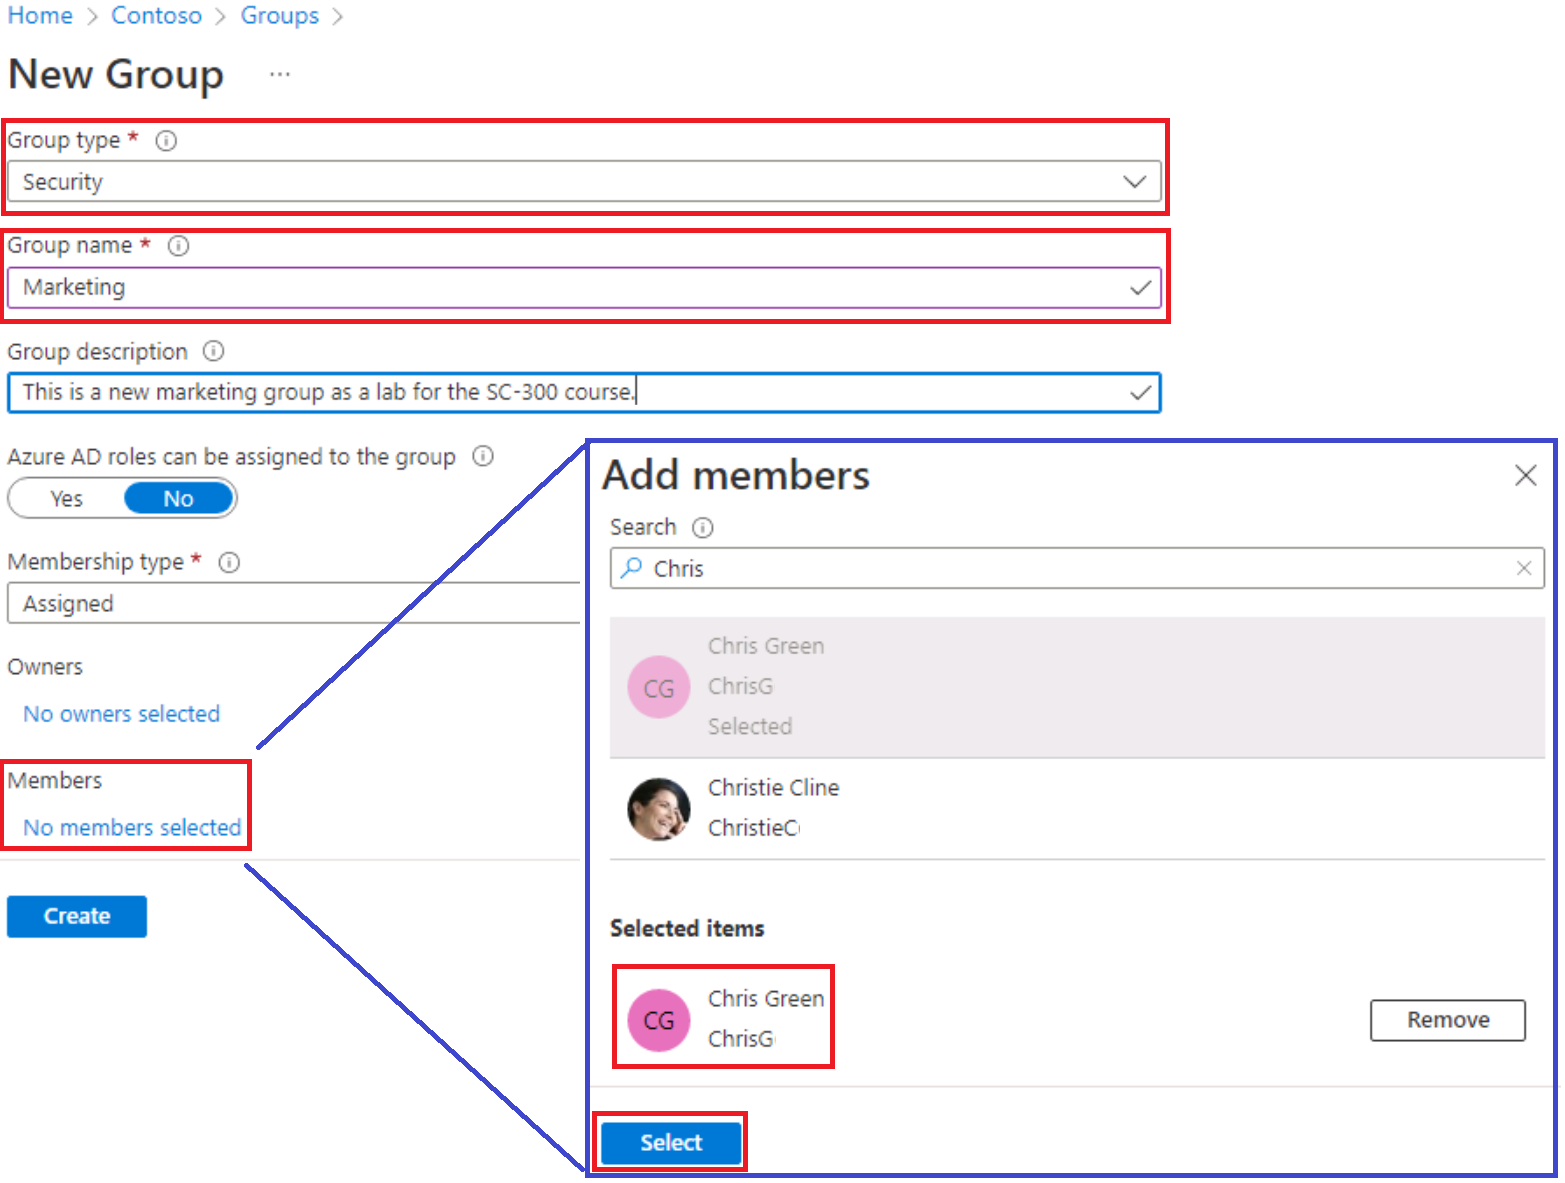 Home > Contoso > Groups >
New Group ...
Group type *
Security
Group name *
Marketing
Group description
This is a new marketing group as a lab for the SC-300 course.
Azure AD roles can be assigned to the group
Yes No
Membership type *
Assigned
Owners
No owners selected
Members
No members selected
Create
Add members
Search
Chris
CG
Chris Green
ChrisG
Selected
Christie Cline
ChristieC
Selected items
CG
Chris Green
ChrisG
Remove
Select